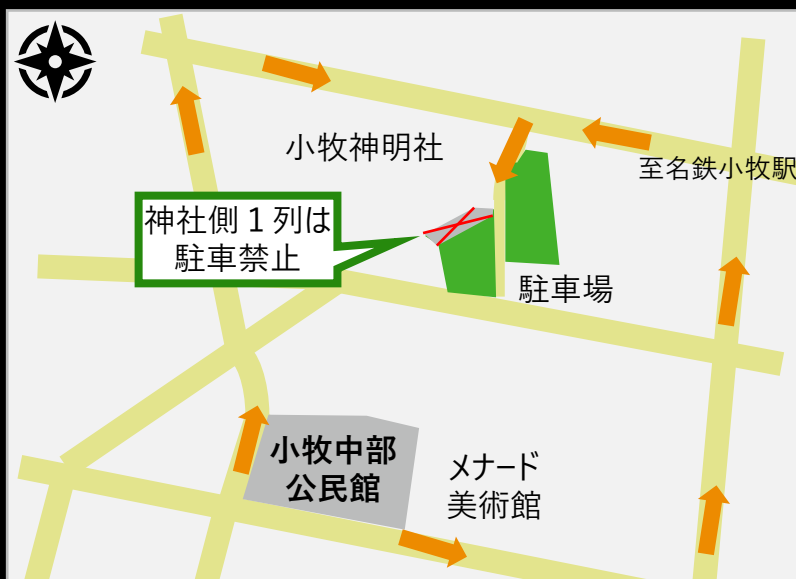 小牧神明社
至名鉄小牧駅
神社側1列は
駐車禁止
駐車場
小牧中部
公民館
メナード
美術館